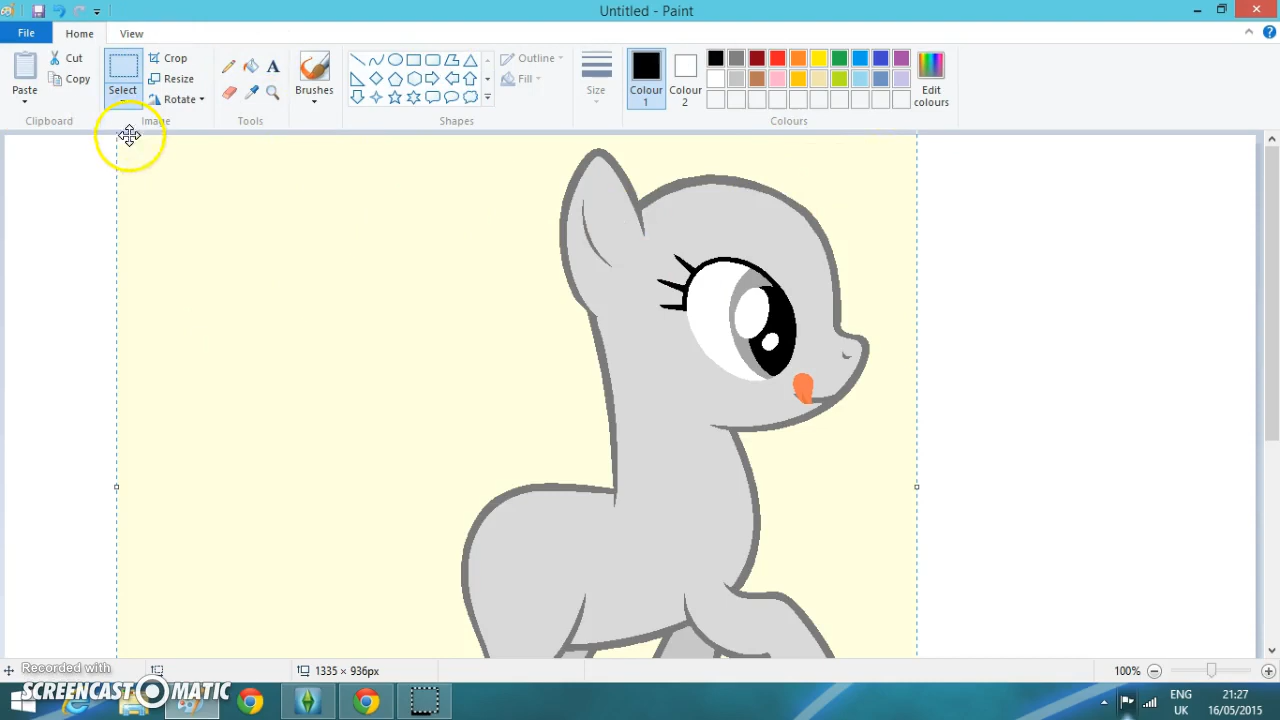 Untitled - Paint
File Home View
Paste
Cut
Copy
Clipboard
Select
Crop
Resize
Rotate
Image
Tools
Brushes
Shapes
Outline
Fill
Size
Colour 1
Colour 2
Edit colours
Colours
1335 × 936px
100%
Recorded with
SCREENCAST MATIC
ENG
UK
21:27
16/05/2015